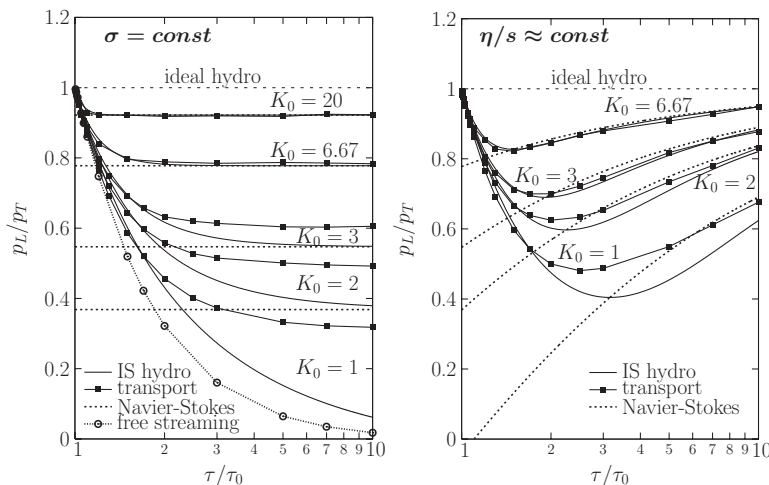 σ = const
ideal hydro
K₀ = 20
K₀ = 6.67
K₀ = 3
K₀ = 2
K₀ = 1
IS hydro
transport
Navier-Stokes
free streaming
p_L/p_T
1.2
1
0.8
0.6
0.4
0.2
0
1 2 3 4 5 6 7 8 9 10
τ/τ₀
η/s ≈ const
ideal hydro
K₀ = 6.67
K₀ = 3
K₀ = 2
K₀ = 1
IS hydro
transport
Navier-Stokes
p_L/p_T
1.2
1
0.8
0.6
0.4
0.2
0
1 2 3 4 5 6 7 8 9 10
τ/τ₀